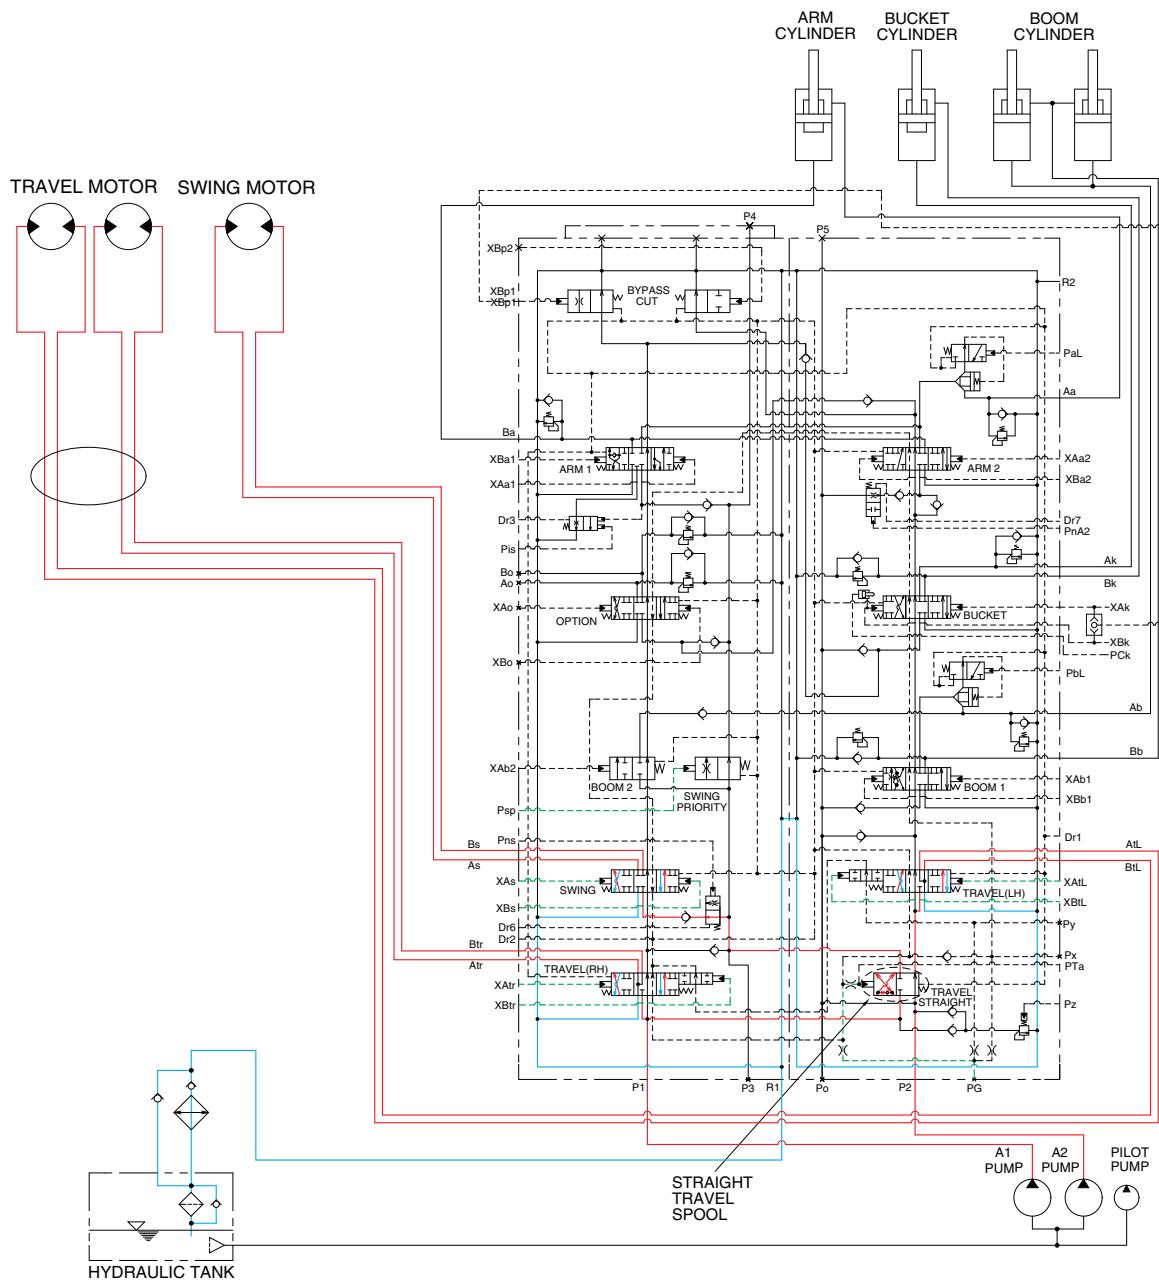 ARM
CYLINDER
BUCKET
CYLINDER
BOOM
CYLINDER
TRAVEL MOTOR
SWING MOTOR
P4
P5
XBp2
XBp1
XBp1
BYPASS
CUT
R2
PaL
Aa
Ba
XBa1
ARM 1
XAa1
ARM 2
XAa2
XBa2
Dr3
Pis
Dr7
PnA2
Bo
Ao
Ak
Bk
XAo
OPTION
BUCKET
XAk
XBk
PCk
XBo
PbL
Ab
Bb
XAb2
BOOM 2
SWING
PRIORITY
BOOM 1
XAb1
XBb1
Psp
Pns
Dr1
Bs
As
AtL
BtL
XAs
SWING
TRAVEL(LH)
XAtL
XBtL
XBs
Dr6
Dr2
Py
Btr
Atr
Px
PTa
TRAVEL(RH)
XAtr
XBtr
TRAVEL
STRAIGHT
Pz
P1
P3
R1
Po
P2
PG
STRAIGHT
TRAVEL
SPOOL
A1
PUMP
A2
PUMP
PILOT
PUMP
HYDRAULIC TANK